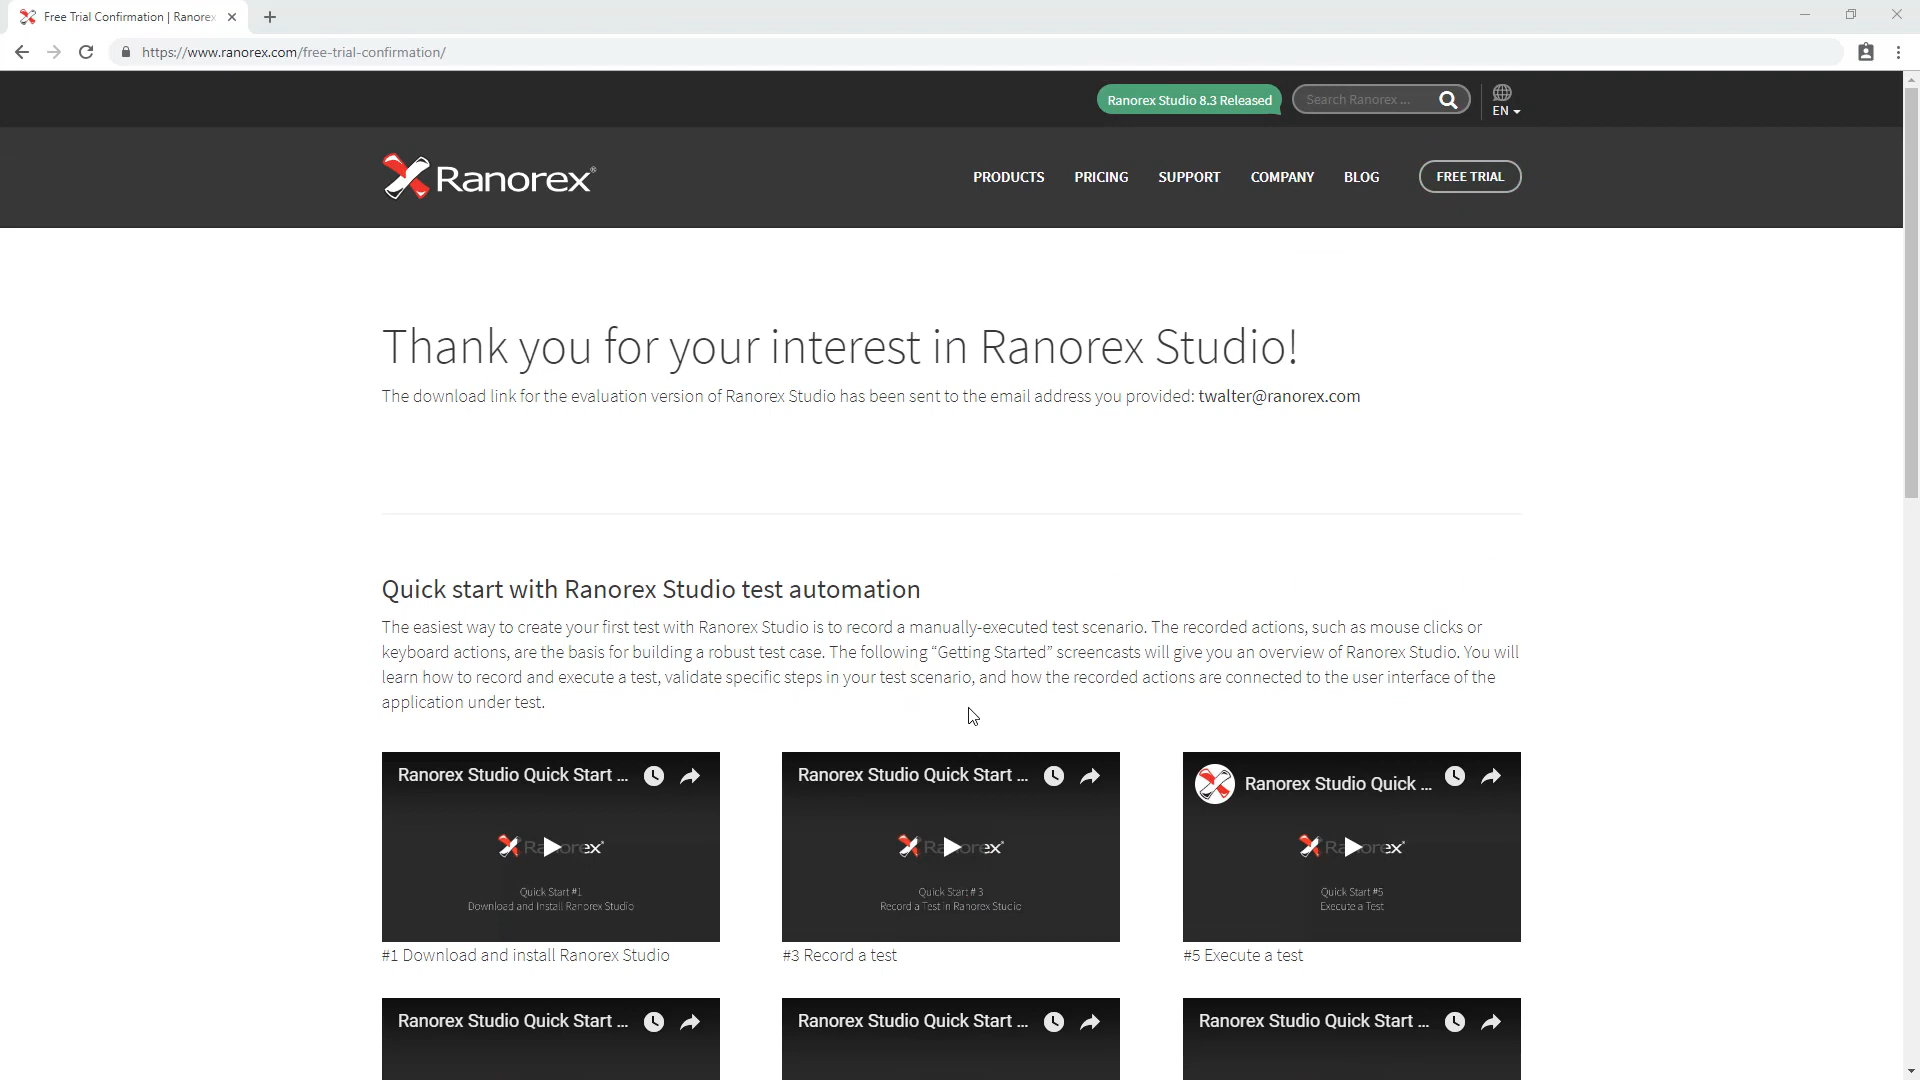 Free Trial Confirmation | Ranorex
https://www.ranorex.com/free-trial-confirmation/
Ranorex Studio 8.3 Released
Search Ranorex ...
EN
Ranorex®
PRODUCTS
PRICING
SUPPORT
COMPANY
BLOG
FREE TRIAL
Thank you for your interest in Ranorex Studio!
The download link for the evaluation version of Ranorex Studio has been sent to the email address you provided: twalter@ranorex.com
Quick start with Ranorex Studio test automation
The easiest way to create your first test with Ranorex Studio is to record a manually-executed test scenario. The recorded actions, such as mouse clicks or
keyboard actions, are the basis for building a robust test case. The following “Getting Started” screencasts will give you an overview of Ranorex Studio. You will
learn how to record and execute a test, validate specific steps in your test scenario, and how the recorded actions are connected to the user interface of the
application under test.
Ranorex Studio Quick Start ...
Quick Start #1
Download and Install Ranorex Studio
#1 Download and install Ranorex Studio
Ranorex Studio Quick Start ...
Quick Start # 3
Record a Test in Ranorex Studio
#3 Record a test
Ranorex Studio Quick ...
Quick Start #5
Execute a Test
#5 Execute a test
Ranorex Studio Quick Start ...
Ranorex Studio Quick Start ...
Ranorex Studio Quick Start ...